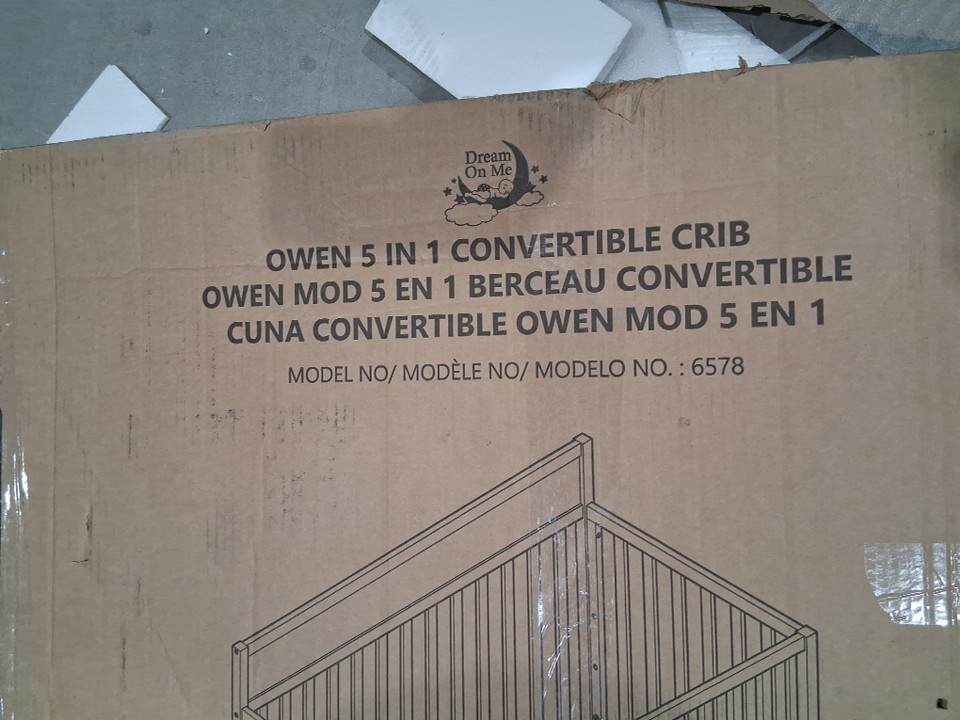 Dream
On Me
OWEN 5 IN 1 CONVERTIBLE CRIB
OWEN MOD 5 EN 1 BERCEAU CONVERTIBLE
CUNA CONVERTIBLE OWEN MOD 5 EN 1
MODEL NO/ MODÈLE NO/ MODELO NO. : 6578